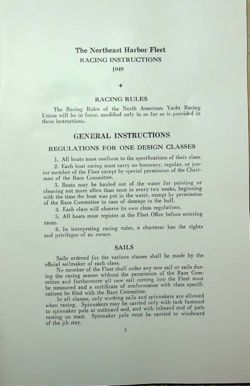 The Northeast Harbor Fleet
RACING INSTRUCTIONS
1949
RACING RULES
The Racing Rules of the North American Yacht Racing
Union will be in force, modified only in so far as is provided in
these instructions.
GENERAL INSTRUCTIONS
REGULATIONS FOR ONE DESIGN CLASSES
1. All boats must conform to the specifications of their class.
2. Each boat racing must carry an honorary, regular, or jun-
ior member of the Fleet except by special permission of the Chair-
man of the Race Committee.
3. Boats may be hauled out of the water for painting or
cleaning not more often than once in every two weeks, beginning
with the time the boat was put in the water, except by permission
of the Race Committee in case of damage to the hull.
4. Each class will observe its own class regulations.
5. All boats must register at the Fleet Office before entering
races.
6. In interpreting racing rules, a charterer has the rights
and privileges of an owner.
SAILS
Sails ordered for the various classes shall be made by the
official sailmaker of each class.
No member of the Fleet shall order any new sail or sails dur-
ing the racing season without the permission of the Race Com-
mittee and furthermore all new sail coming into the Fleet must
be measured and a certificate of conformance with class specifi-
cations be filed with the Race Committee.
In all classes, only working sails and spinnakers are allowed
when racing. Spinnakers may be carried only with tack fastened
to spinnaker pole at outboard end, and with inboard end of pole
resting on mast. Spinnaker pole must be carried to windward
of the jib stay.